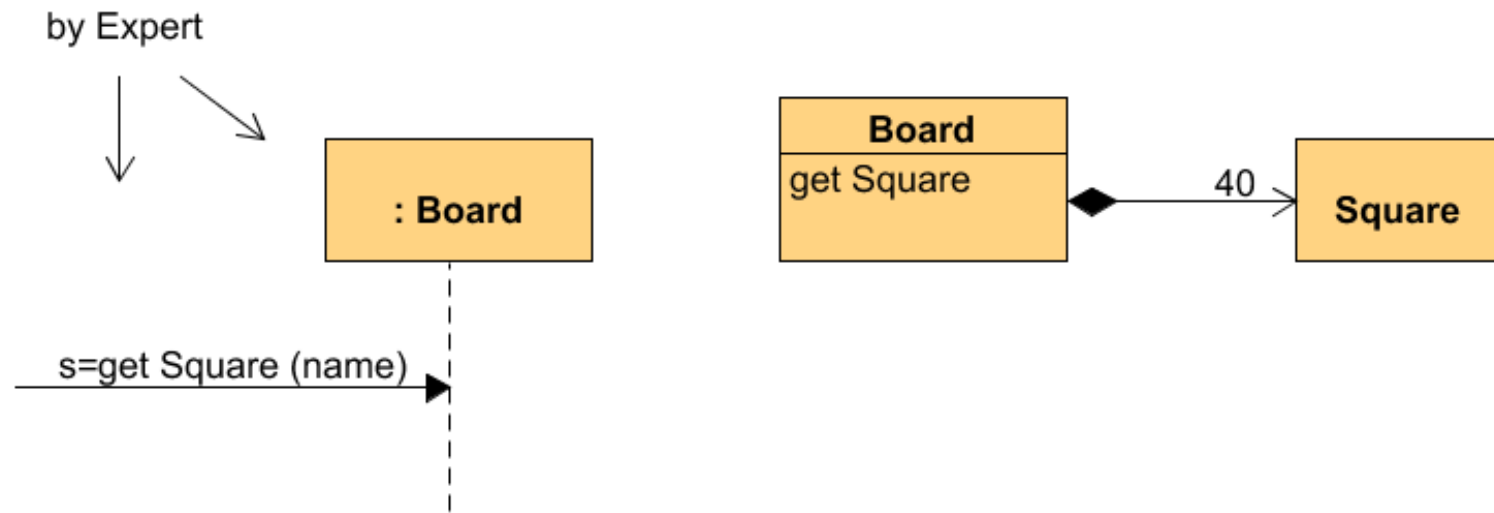 by Expert
: Board
s=get Square (name)
Board
get Square
40
Square